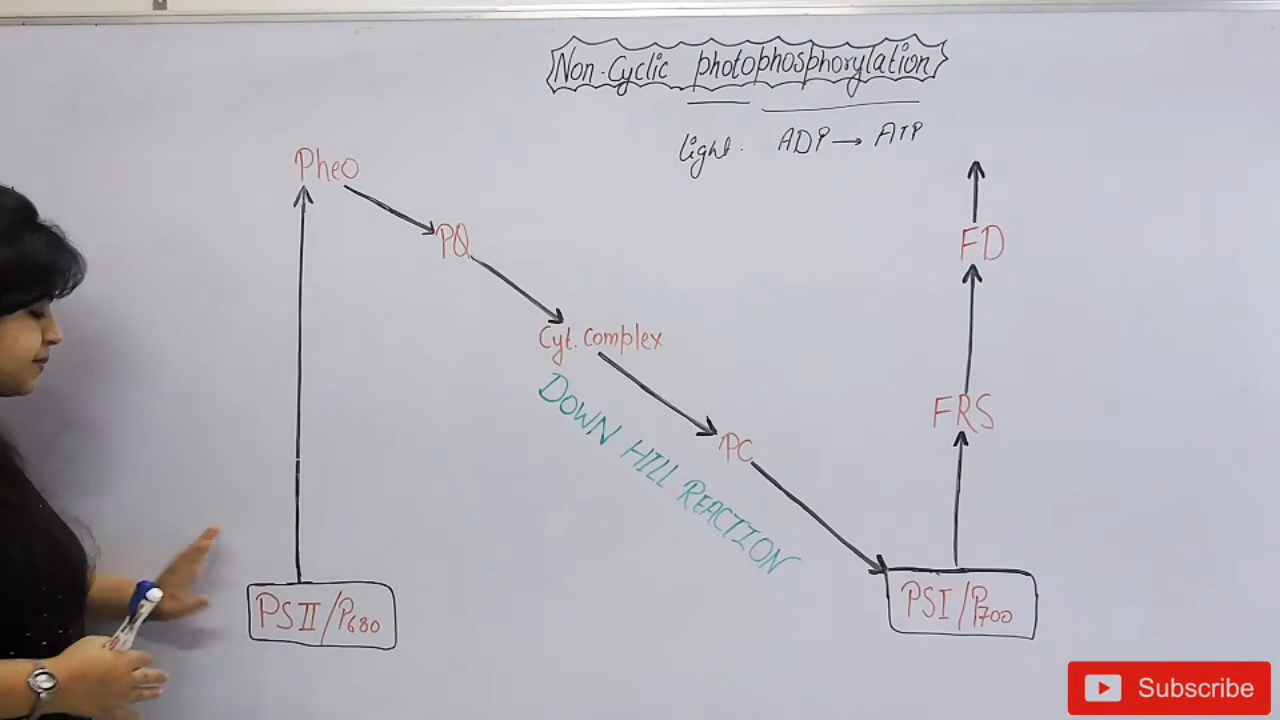 Non-Cyclic photophosphorylation
light. ADP → ATP
Pheo
PQ
FD
Cyt. Complex
FRS
PC
DOWN HILL REACTION
PSII/P680
PSI/P700
Subscribe